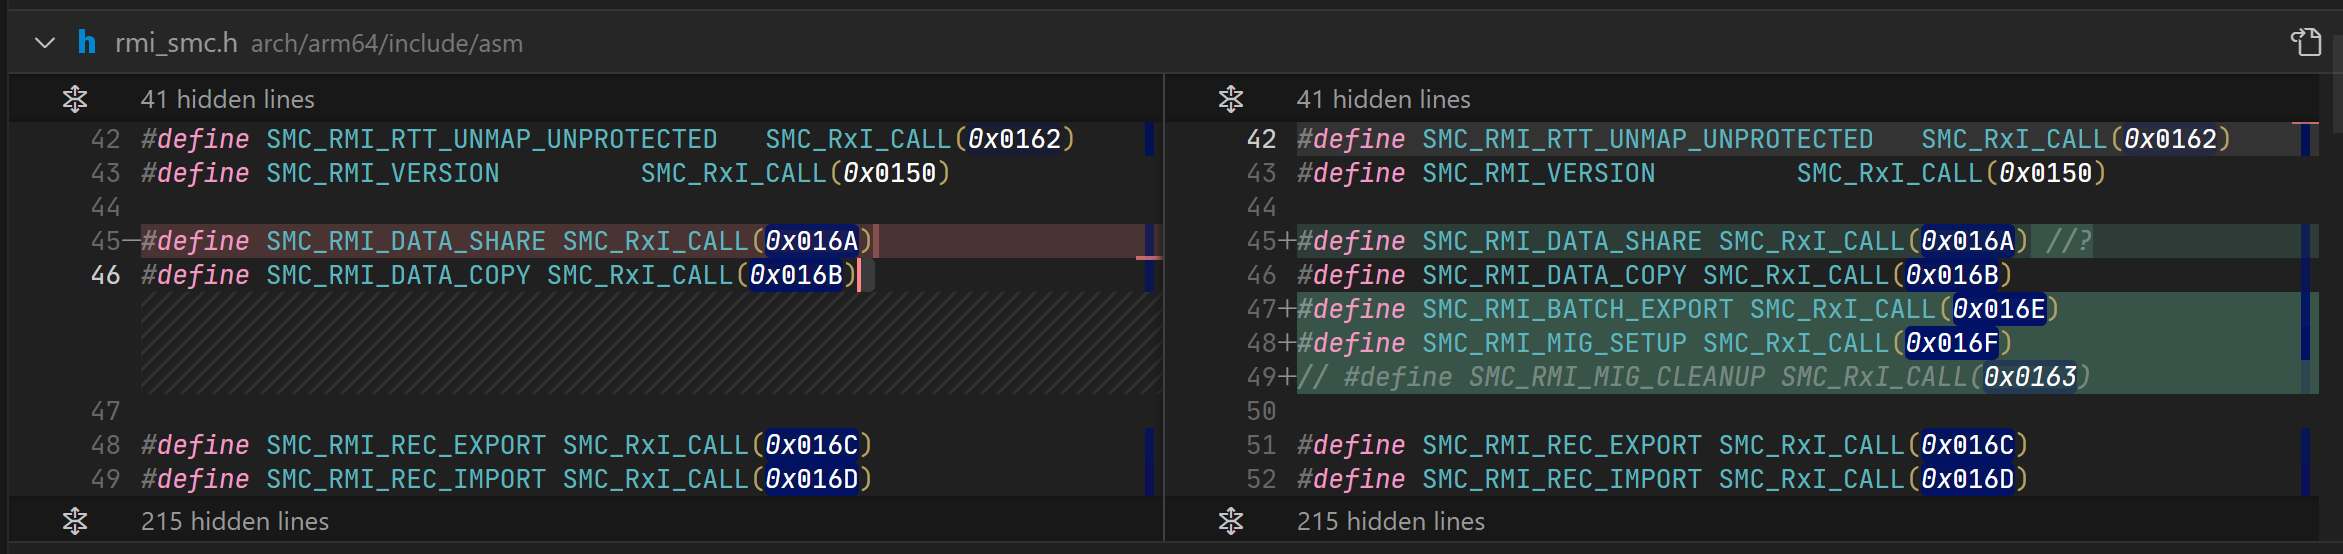 h rmi_smc.h arch/arm64/include/asm
41 hidden lines
42 #define SMC_RMI_RTT_UNMAP_UNPROTECTED SMC_RxI_CALL(0x0162)
43 #define SMC_RMI_VERSION SMC_RxI_CALL(0x0150)
44
45—#define SMC_RMI_DATA_SHARE SMC_RxI_CALL(0x016A)
46 #define SMC_RMI_DATA_COPY SMC_RxI_CALL(0x016B)
47
48 #define SMC_RMI_REC_EXPORT SMC_RxI_CALL(0x016C)
49 #define SMC_RMI_REC_IMPORT SMC_RxI_CALL(0x016D)
215 hidden lines
41 hidden lines
42 #define SMC_RMI_RTT_UNMAP_UNPROTECTED SMC_RxI_CALL(0x0162)
43 #define SMC_RMI_VERSION SMC_RxI_CALL(0x0150)
44
45+#define SMC_RMI_DATA_SHARE SMC_RxI_CALL(0x016A) //?
46 #define SMC_RMI_DATA_COPY SMC_RxI_CALL(0x016B)
47+#define SMC_RMI_BATCH_EXPORT SMC_RxI_CALL(0x016E)
48+#define SMC_RMI_MIG_SETUP SMC_RxI_CALL(0x016F)
49+// #define SMC_RMI_MIG_CLEANUP SMC_RxI_CALL(0x0163)
50
51 #define SMC_RMI_REC_EXPORT SMC_RxI_CALL(0x016C)
52 #define SMC_RMI_REC_IMPORT SMC_RxI_CALL(0x016D)
215 hidden lines